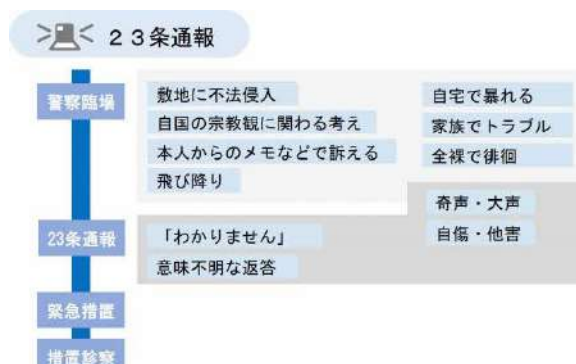 ２３条通報
警察臨場
敷地に不法侵入
自国の宗教観に関わる考え
本人からのメモなどで訴える
飛び降り
自宅で暴れる
家族でトラブル
全裸で徘徊
奇声・大声
自傷・他害
23条通報
「わかりません」
意味不明な返答
緊急措置
措置診察